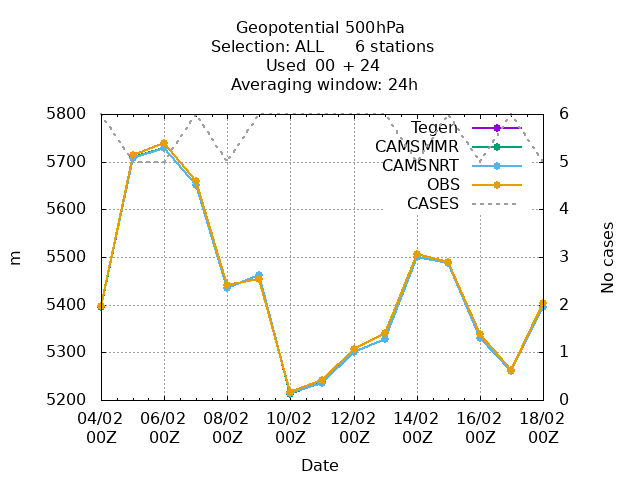 Geopotential 500hPa
Selection: ALL 6 stations
Used 00 + 24
Averaging window: 24h
5800
5700
5600
5500
5400
5300
5200
m
6
5
4
3
2
1
0
No cases
Tegen
CAMSMMR
CAMSNRT
OBS
CASES
04/02 06/02 08/02 10/02 12/02 14/02 16/02 18/02
00Z 00Z 00Z 00Z 00Z 00Z 00Z 00Z
Date